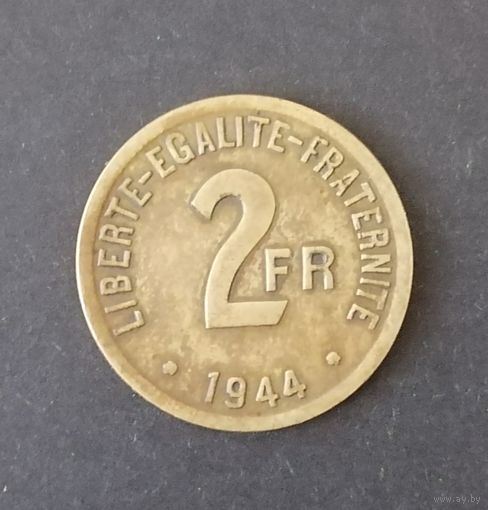 LIBERTE-EGALITE-FRATERNITE
2 FR
• 1944 •
www.ay.by